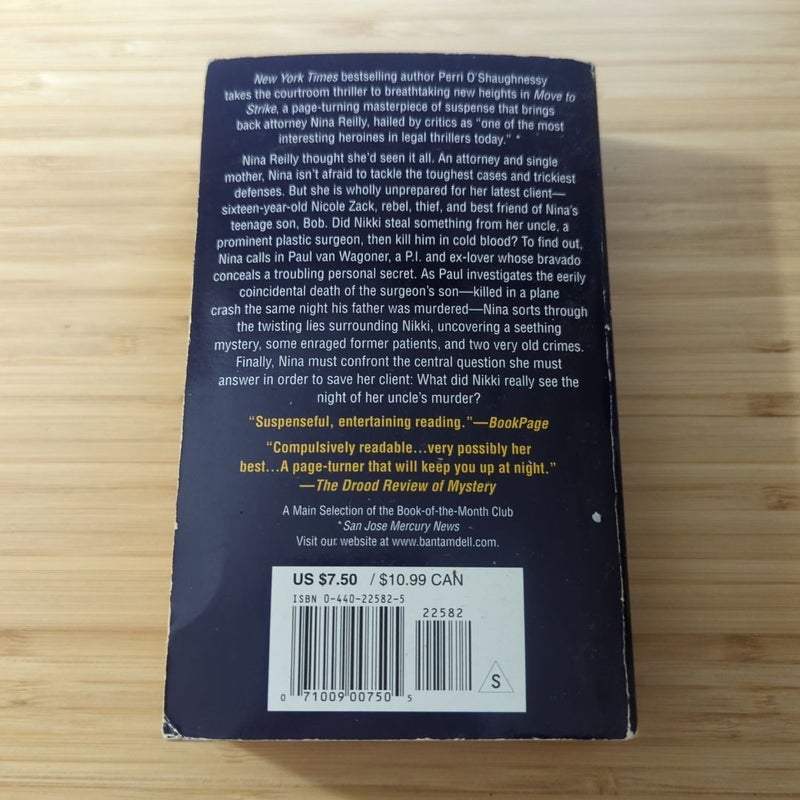 New York Times bestselling author Perri O'Shaughnessy
takes the courtroom thriller to breathtaking new heights in Move to
Strike, a page-turning masterpiece of suspense that brings
back attorney Nina Reilly, hailed by critics as "one of the most
interesting heroines in legal thrillers today." *
Nina Reilly thought she'd seen it all. An attorney and single
mother, Nina isn't afraid to tackle the toughest cases and trickiest
defenses. But she is wholly unprepared for her latest client—
sixteen-year-old Nicole Zack, rebel, thief, and best friend of Nina's
teenage son, Bob. Did Nikki steal something from her uncle, a
prominent plastic surgeon, then kill him in cold blood? To find out,
Nina calls in Paul van Wagoner, a P.I. and ex-lover whose bravado
conceals a troubling personal secret. As Paul investigates the eerily
coincidental death of the surgeon's son—killed in a plane
crash the same night his father was murdered—Nina sorts through
the twisting lies surrounding Nikki, uncovering a seething
mystery, some enraged former patients, and two very old crimes.
Finally, Nina must confront the central question she must
answer in order to save her client: What did Nikki really see the
night of her uncle's murder?
"Suspenseful, entertaining reading."—BookPage
"Compulsively readable...very possibly her
best...A page-turner that will keep you up at night."
—The Drood Review of Mystery
A Main Selection of the Book-of-the-Month Club
*San Jose Mercury News
Visit our website at www.bantamdell.com.
US $7.50 / $10.99 CAN
ISBN 0-440-22582-5
22582
S
0 71009 00750 5